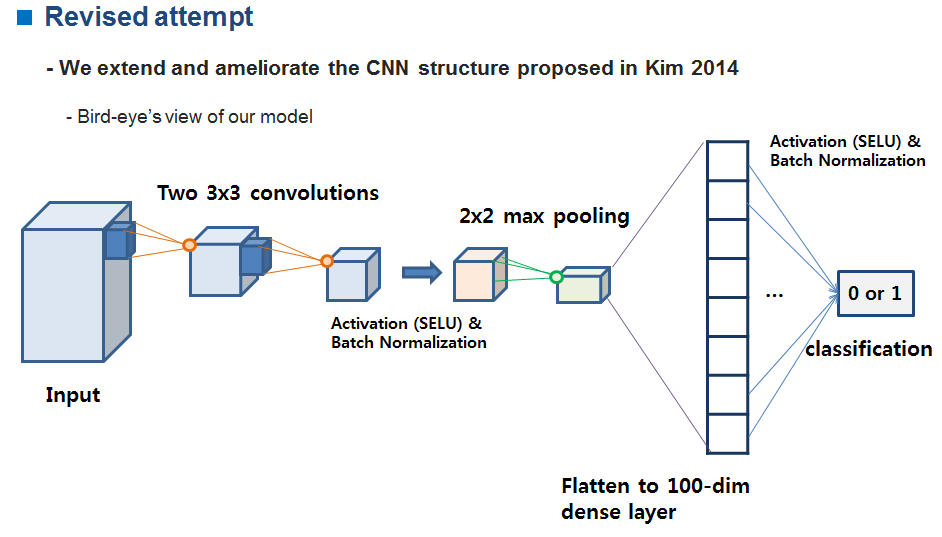 Revised attempt
- We extend and ameliorate the CNN structure proposed in Kim 2014
- Bird-eye's view of our model
Two 3x3 convolutions
2x2 max pooling
Activation (SELU) &
Batch Normalization
Activation (SELU) &
Batch Normalization
Input
...
0 or 1
classification
Flatten to 100-dim
dense layer